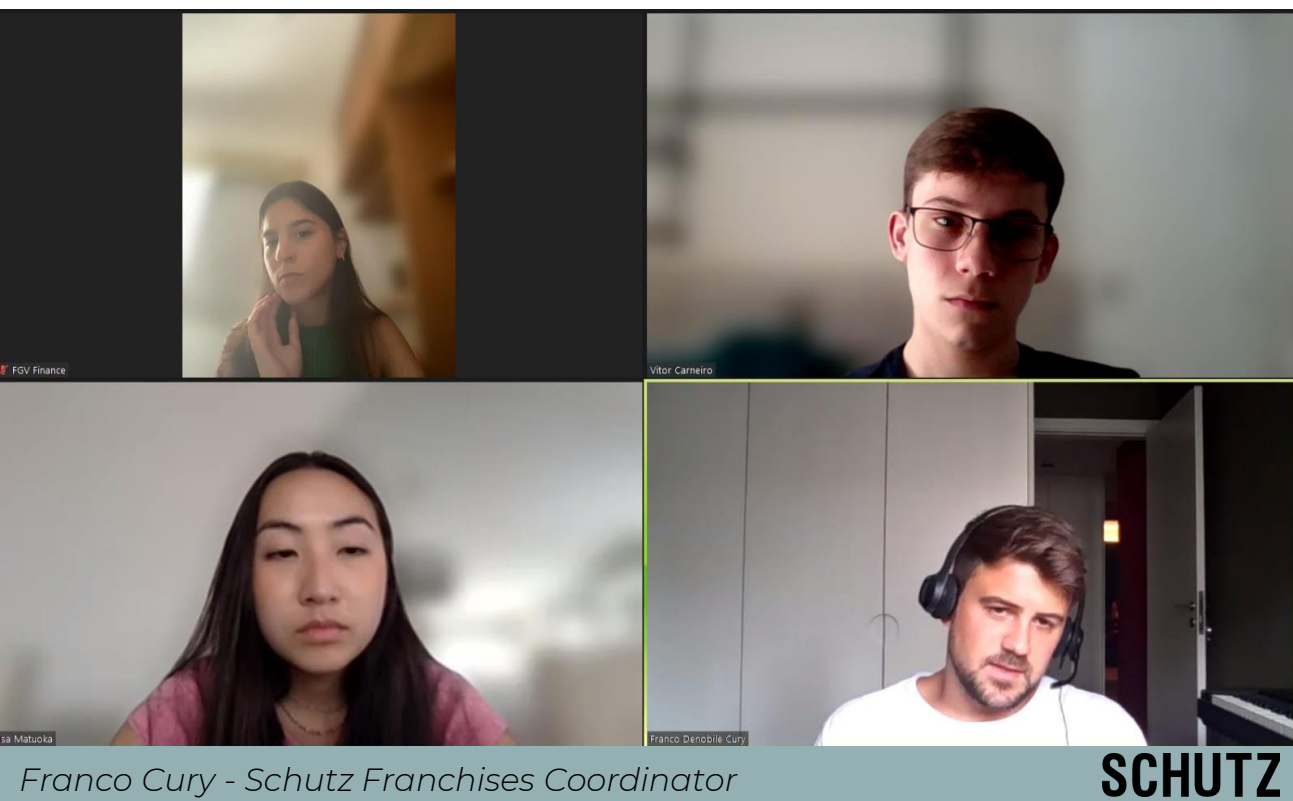 FGV Finance
Vitor Carneiro
sa Matuoka
Franco Denobile Cury
Franco Cury - Schutz Franchises Coordinator
SCHUTZ